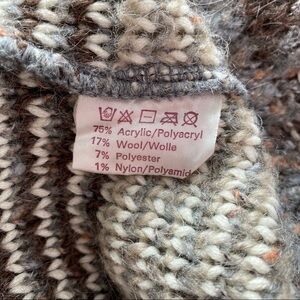 75% Acrylic/Polyacryl
17% Wool/Wolle
7% Polyester
1% Nylon/Polyamid